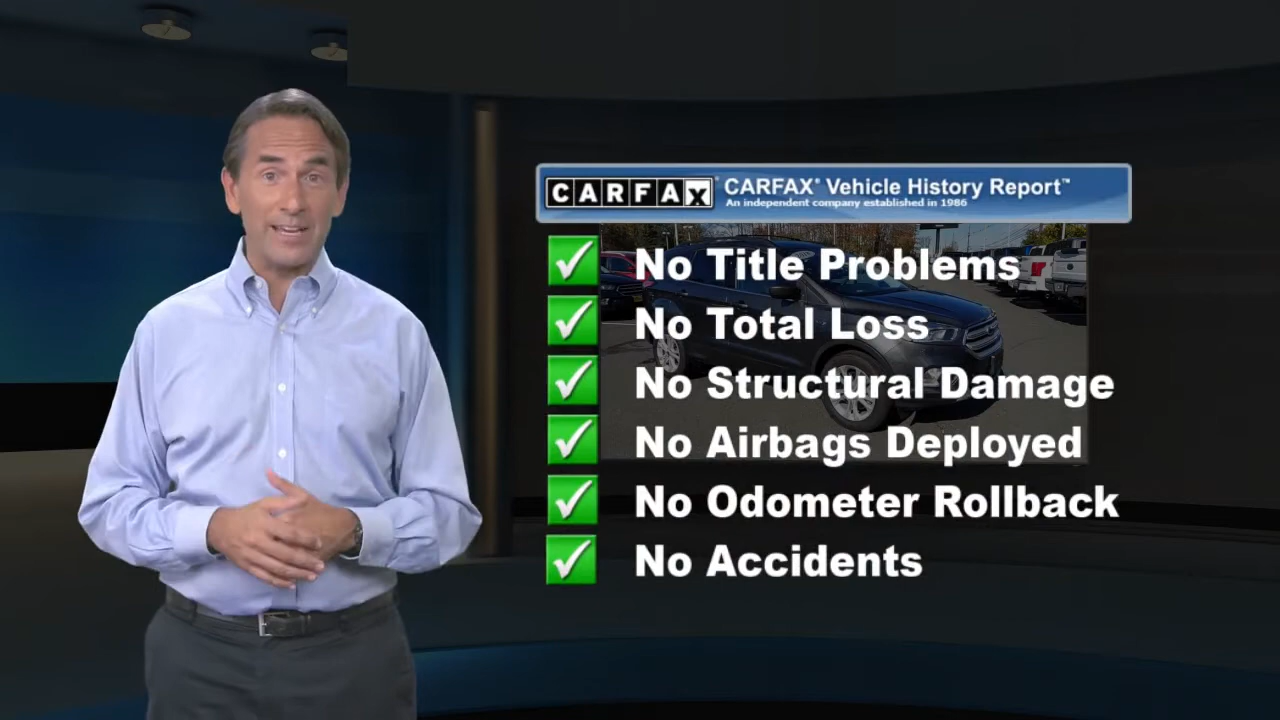 CARFAX® CARFAX® Vehicle History Report™
An independent company established in 1986
No Title Problems
No Total Loss
No Structural Damage
No Airbags Deployed
No Odometer Rollback
No Accidents